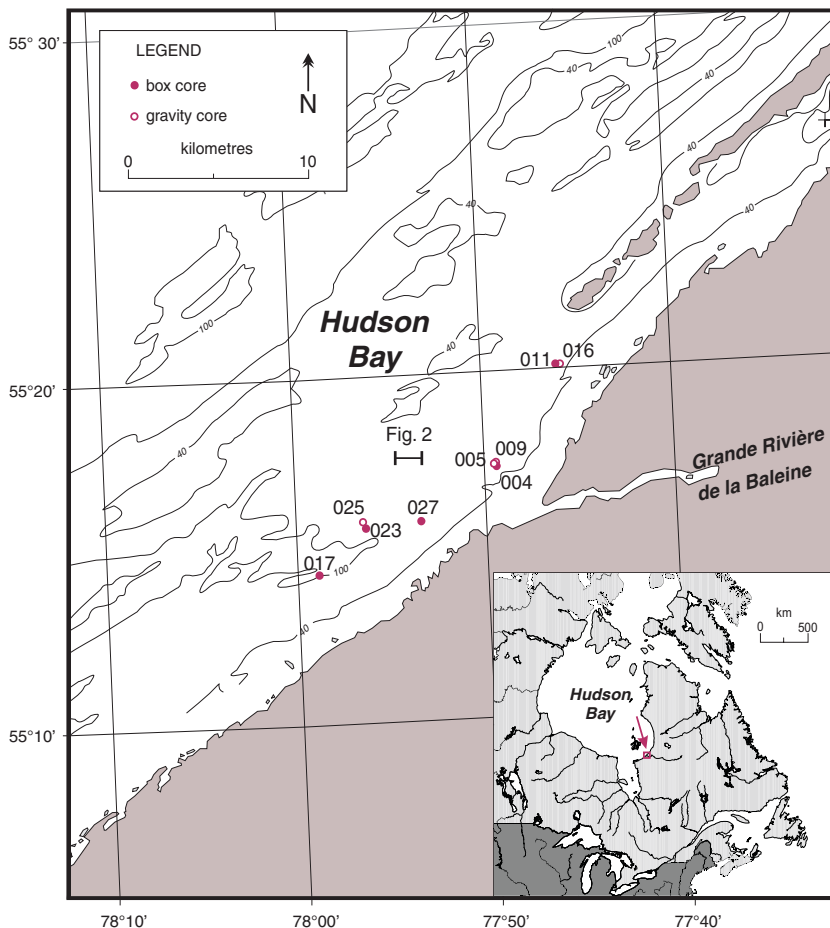 55° 30'
LEGEND
box core
gravity core
N
kilometres
0 10
100
40
40
100
40
40
40
40
100
Hudson
Bay
40
011 016
55° 20'
40
Fig. 2
005 009
004
Grande Rivière
de la Baleine
025 027
023
017
100
40
km
0 500
Hudson
Bay
55° 10'
78° 10' 78° 00' 77° 50' 77° 40'